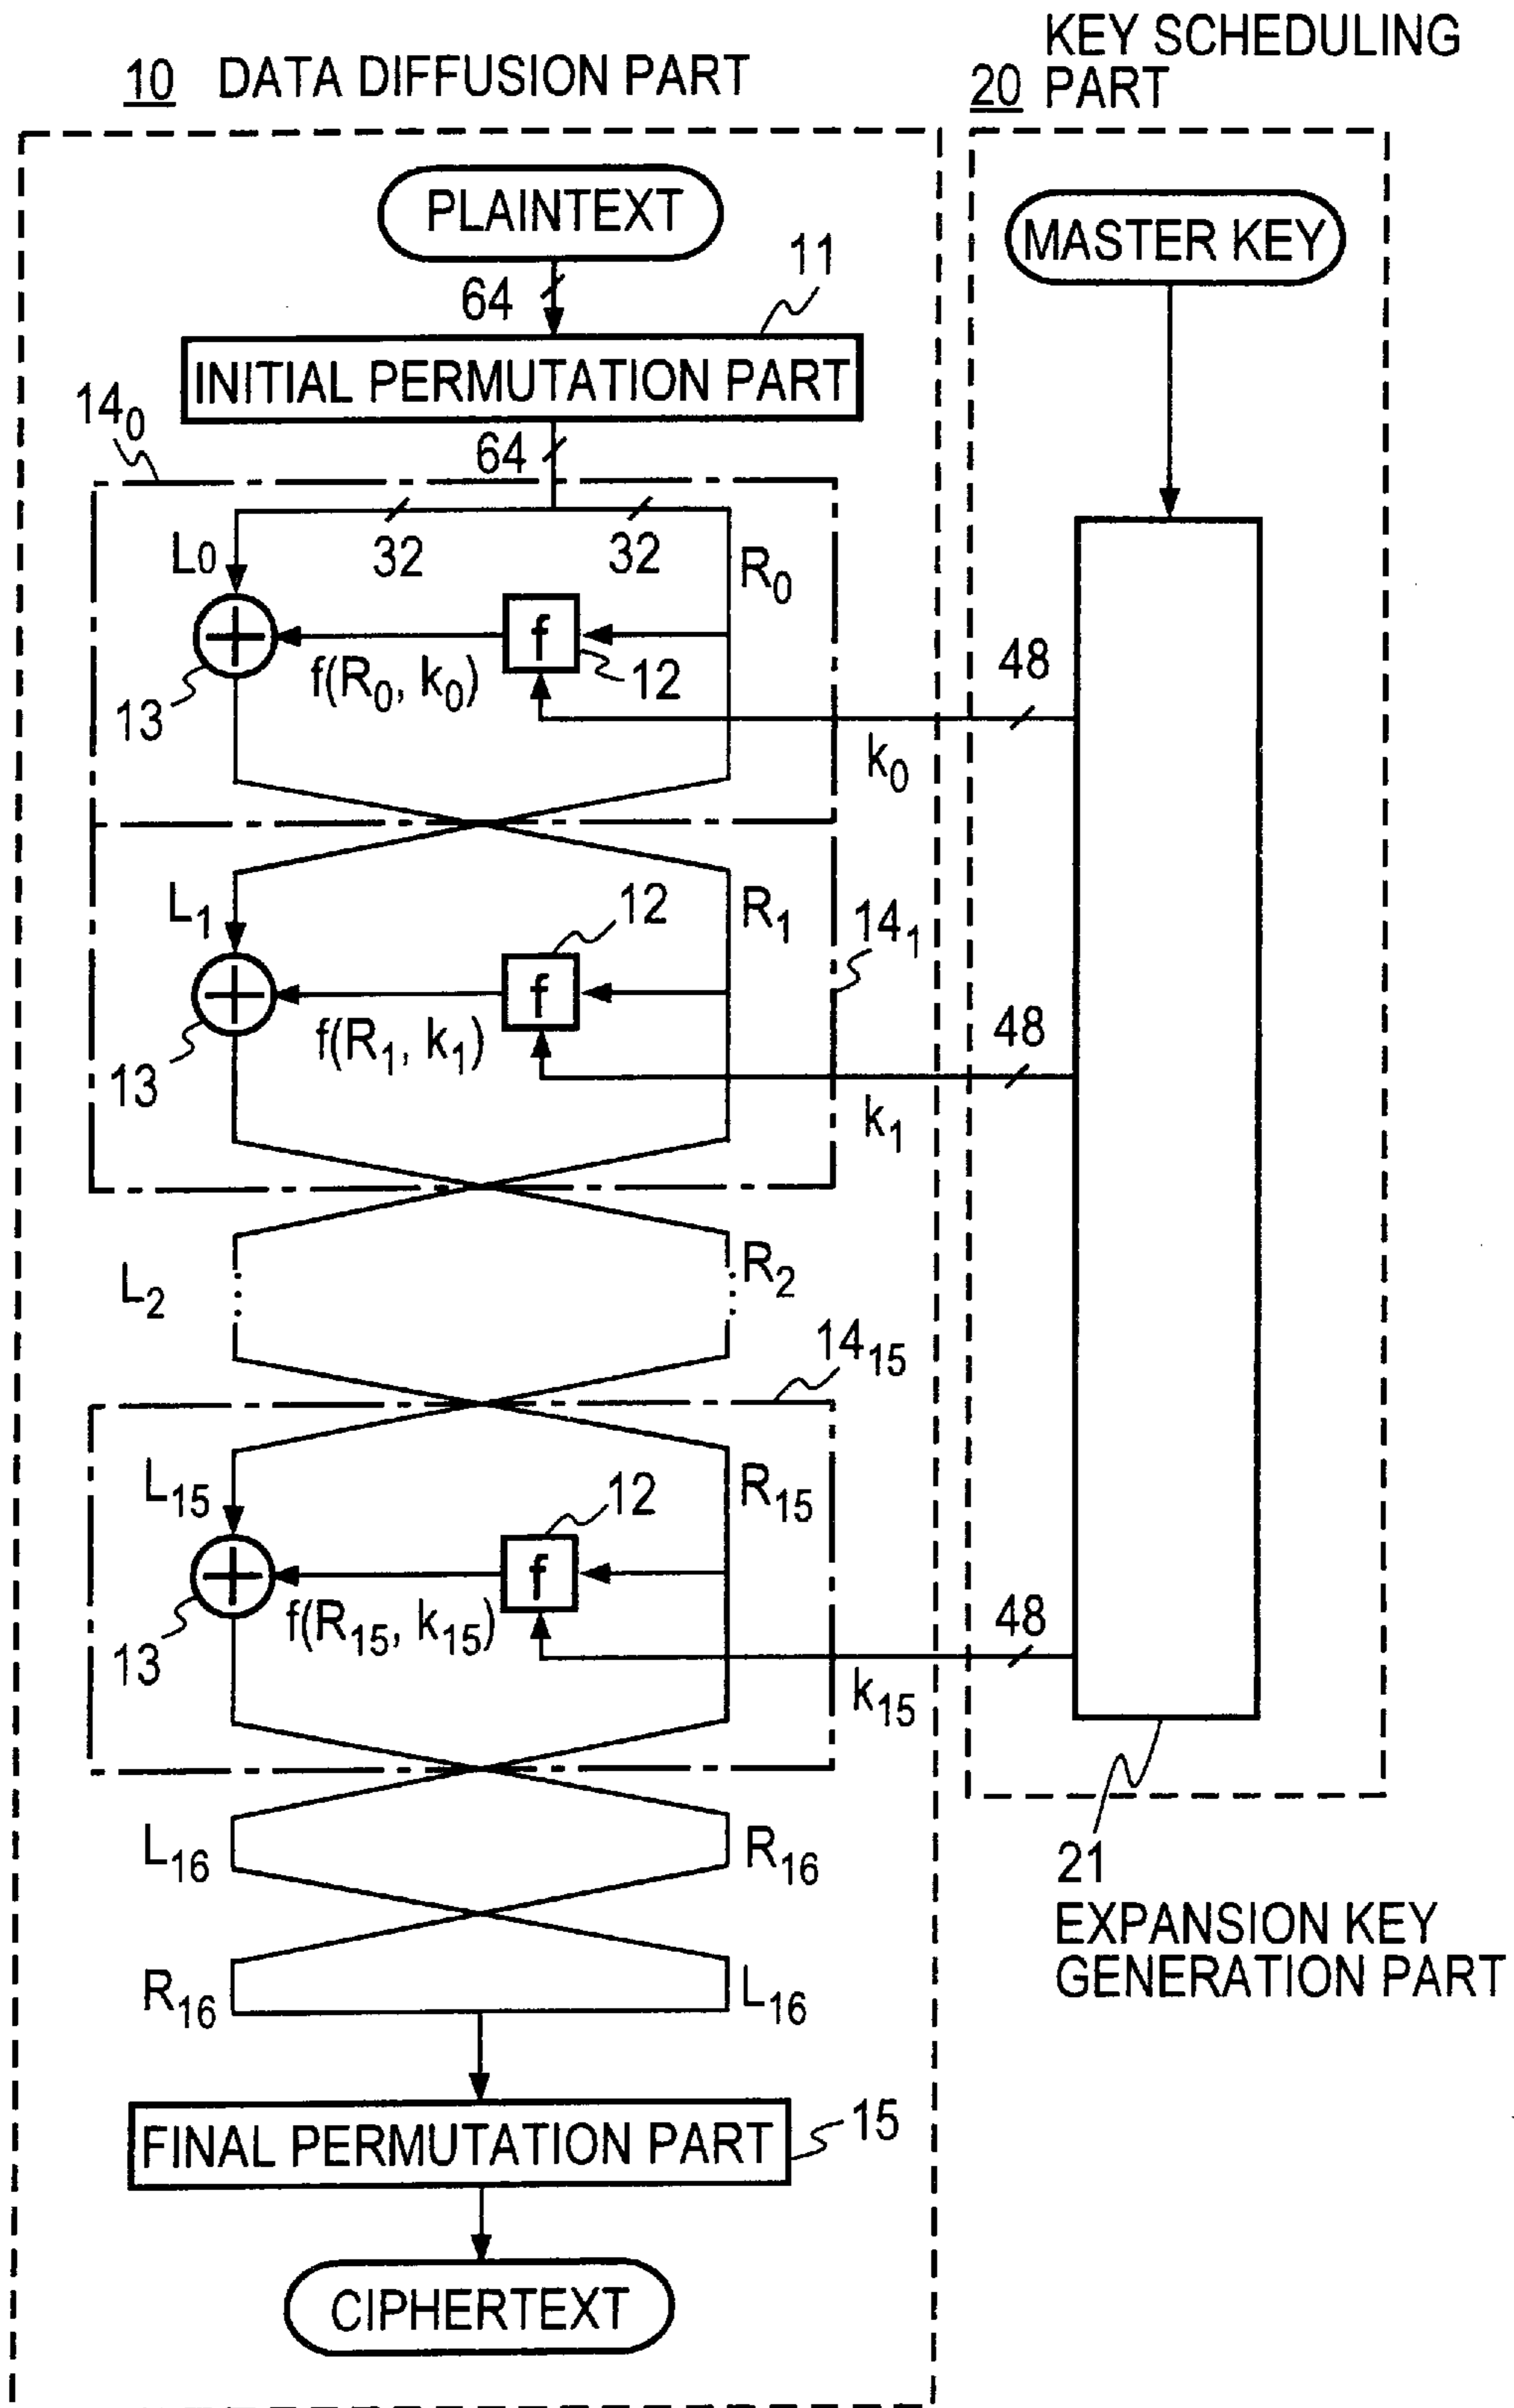 10 DATA DIFFUSION PART
KEY SCHEDULING
20 PART
PLAINTEXT
MASTER KEY
64
11
INITIAL PERMUTATION PART
14₀
64
32
32
L₀
R₀
f
f(R₀, k₀)
12
13
48
k₀
L₁
R₁
12
14₁
f
f(R₁, k₁)
13
48
k₁
L₂
R₂
14₁₅
L₁₅
R₁₅
12
f
f(R₁₅, k₁₅)
13
48
k₁₅
L₁₆
R₁₆
21
EXPANSION KEY
GENERATION PART
R₁₆
L₁₆
FINAL PERMUTATION PART
15
CIPHERTEXT